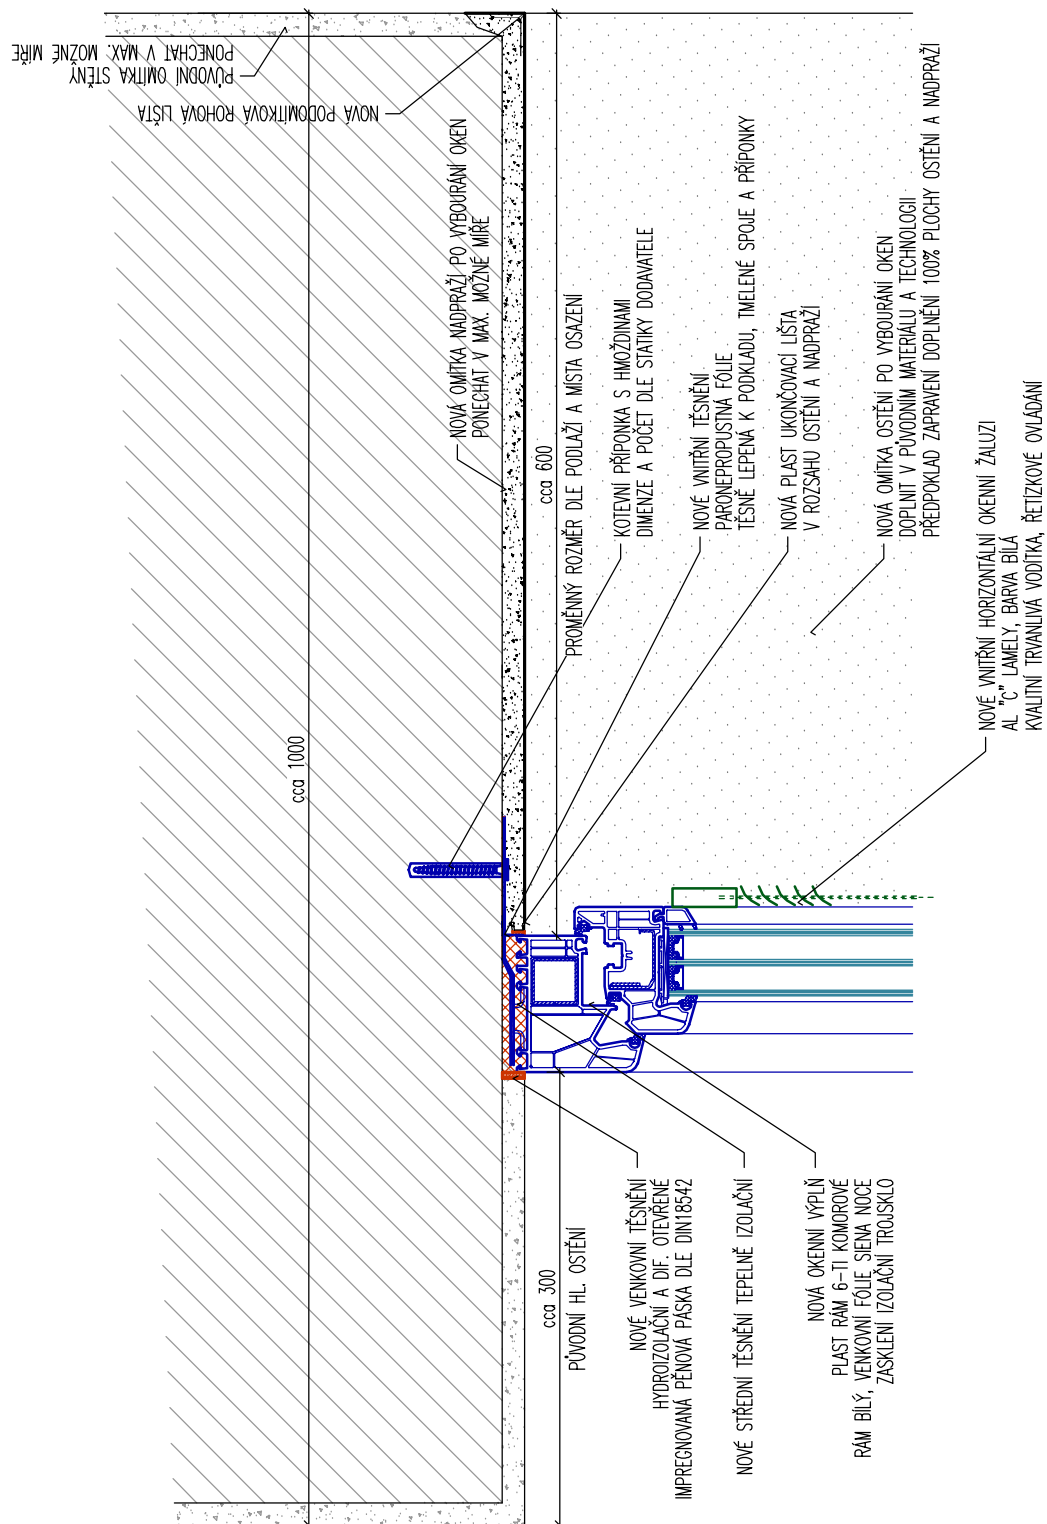 PŮVODNÍ OMÍTKA STĚNY
PONECHAT V MAX. MOŽNÉ MÍŘE
NOVÁ PODOMÍTKOVÁ ROHOVÁ LIŠTA
cca 1000
NOVÁ OMÍTKA NADPRAŽÍ PO VYBOURÁNÍ OKEN
PONECHAT V MAX. MOŽNÉ MÍŘE
cca 600
PROMĚNNÝ ROZMĚR DLE PODLAŽÍ A MÍSTA OSAZENÍ
KOTEVNÍ PŘÍPONKA S HMOŽDINAMI
DIMENZE A POČET DLE STATIKY DODAVATELE
NOVÉ VNITŘNÍ TĚSNĚNÍ
PARONEPROPUSTNÁ FÓLIE
TĚSNĚ LEPENÁ K PODKLADU, TMELENÉ SPOJE A PŘÍPONKY
NOVÁ PLAST UKONČOVACÍ LIŠTA
V ROZSAHU OSTĚNÍ A NADPRAŽÍ
NOVÁ OMÍTKA OSTĚNÍ PO VYBOURÁNÍ OKEN
DOPLNIT V PŮVODNÍM MATERIÁLU A TECHNOLOGII
PŘEDPOKLAD ZAPRAVENÍ DOPLNĚNÍ 100% PLOCHY OSTĚNÍ A NADPRAŽÍ
NOVÉ VNITŘNÍ HORIZONTÁLNÍ OKENNÍ ŽALUZI
AL "C" LAMELY, BARVA BÍLÁ
KVALITNÍ TRVANLIVÁ VODÍTKA, ŘETÍZKOVÉ OVLÁDÁNÍ
cca 300
PŮVODNÍ HL. OSTĚNÍ
NOVÉ VENKOVNÍ TĚSNĚNÍ
HYDROIZOLAČNÍ A DIF. OTEVŘENÉ
IMPREGNOVANÁ PĚNOVÁ PÁSKA DLE DIN18542
NOVÉ STŘEDNÍ TĚSNĚNÍ TEPELNĚ IZOLAČNÍ
NOVÁ OKENNÍ VÝPLŇ
PLAST RÁM 6-TI KOMOROVÉ
RÁM BÍLÝ, VENKOVNÍ FÓLIE SIENA NOCE
ZASKLENÍ IZOLAČNÍ TROJSKLO